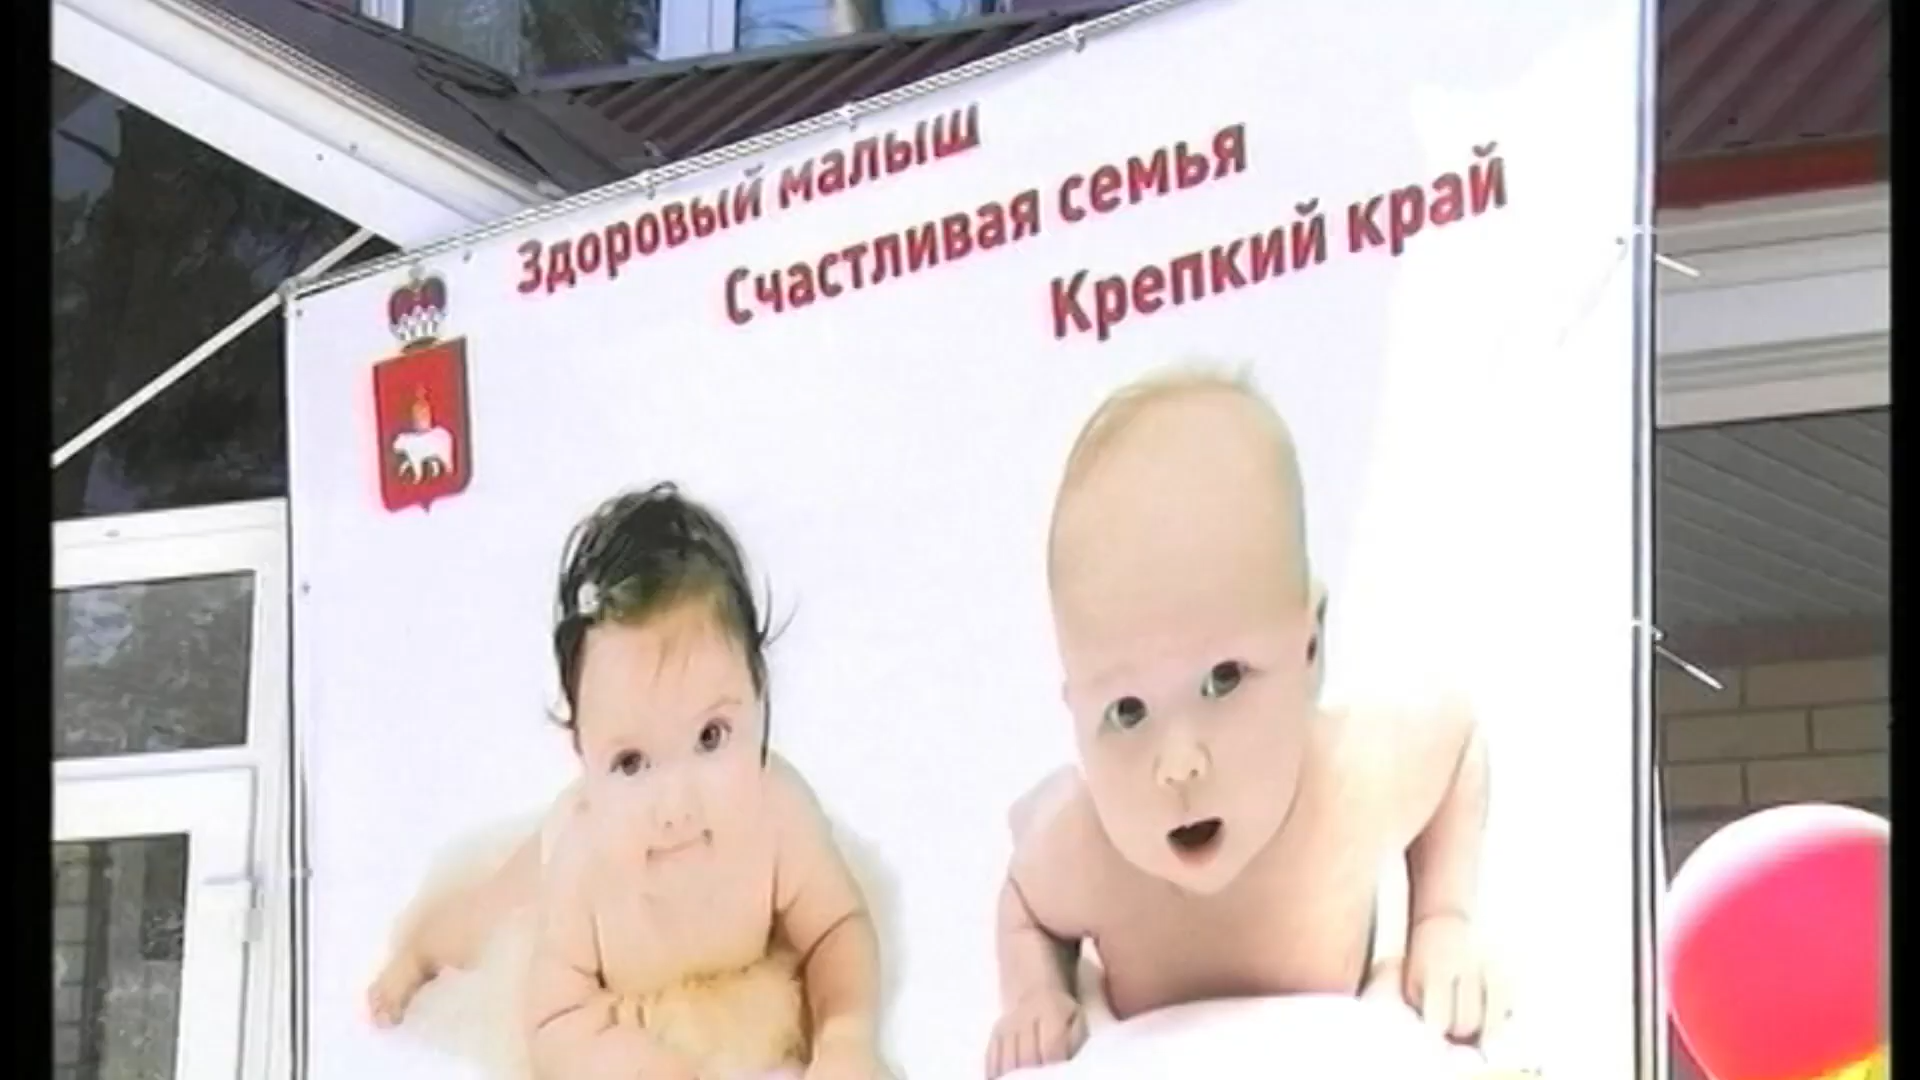 Здоровый малыш
Счастливая семья
Крепкий край